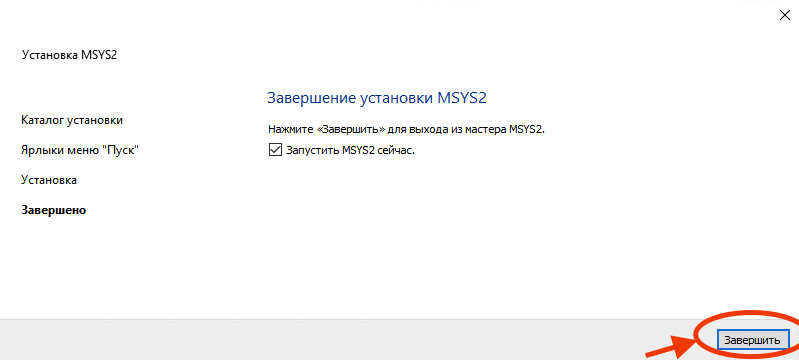 Установка MSYS2
Завершение установки MSYS2
Каталог установки
Нажмите «Завершить» для выхода из мастера MSYS2.
Ярлыки меню "Пуск"
Запустить MSYS2 сейчас.
Установка
Завершено
Завершить